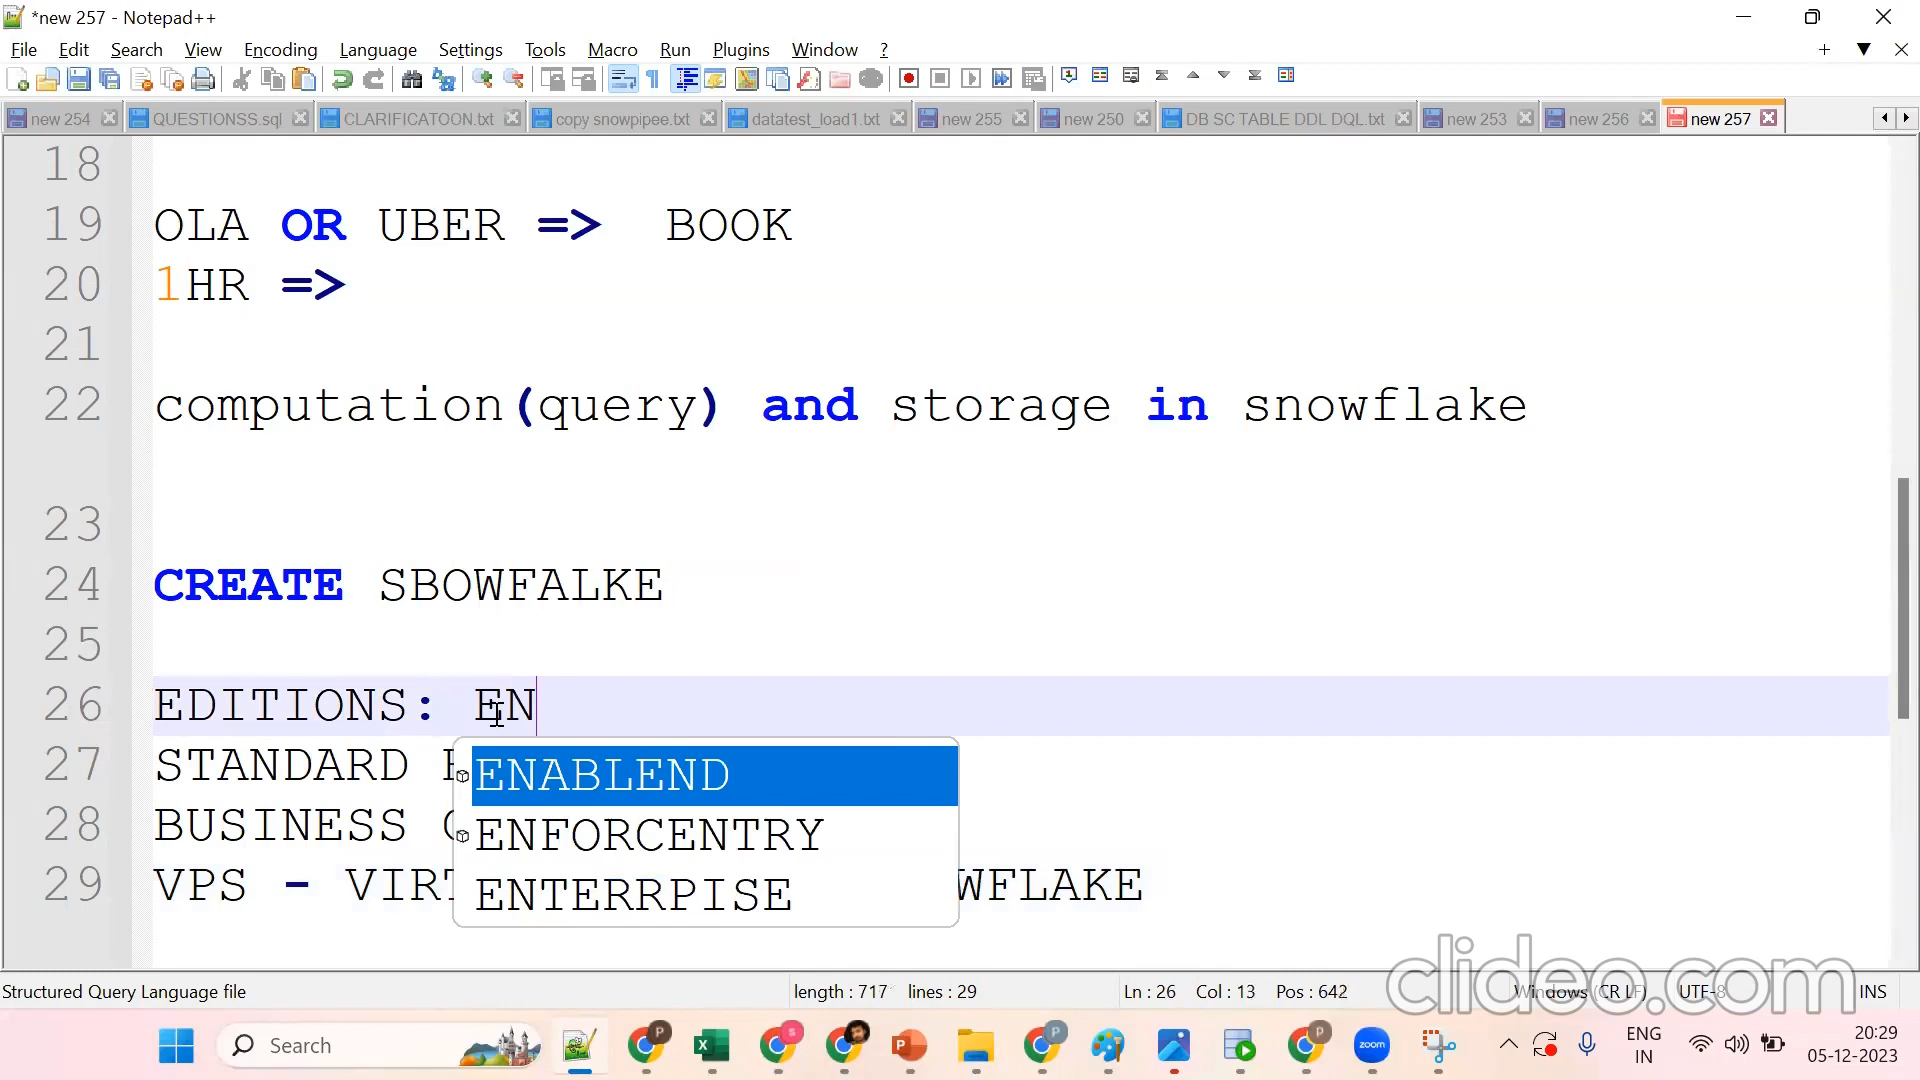 *new 257 - Notepad++
File Edit Search View Encoding Language Settings Tools Macro Run Plugins Window ?
new 254 QUESTIONSS.sql CLARIFICATOON.txt copy snowpipee.txt datatest_load1.txt new 255 new 250 DB SC TABLE DDL DQL.txt new 253 new 256 new 257
18
19 OLA OR UBER => BOOK
20 1HR =>
21
22 computation(query) and storage in snowflake
23
24 CREATE SBOWFALKE
25
26 EDITIONS: EN
27 STANDARD
ENABLEND
28 BUSINESS
ENFORCENTRY
29 VPS - VIRT WFLAKE
ENTERRPISE
clideo.com
Structured Query Language file length : 717 lines : 29 Ln : 26 Col : 13 Pos : 642 Windows (CR LF) UTF-8 INS
Search
ENG
IN
20:29
05-12-2023
zoom